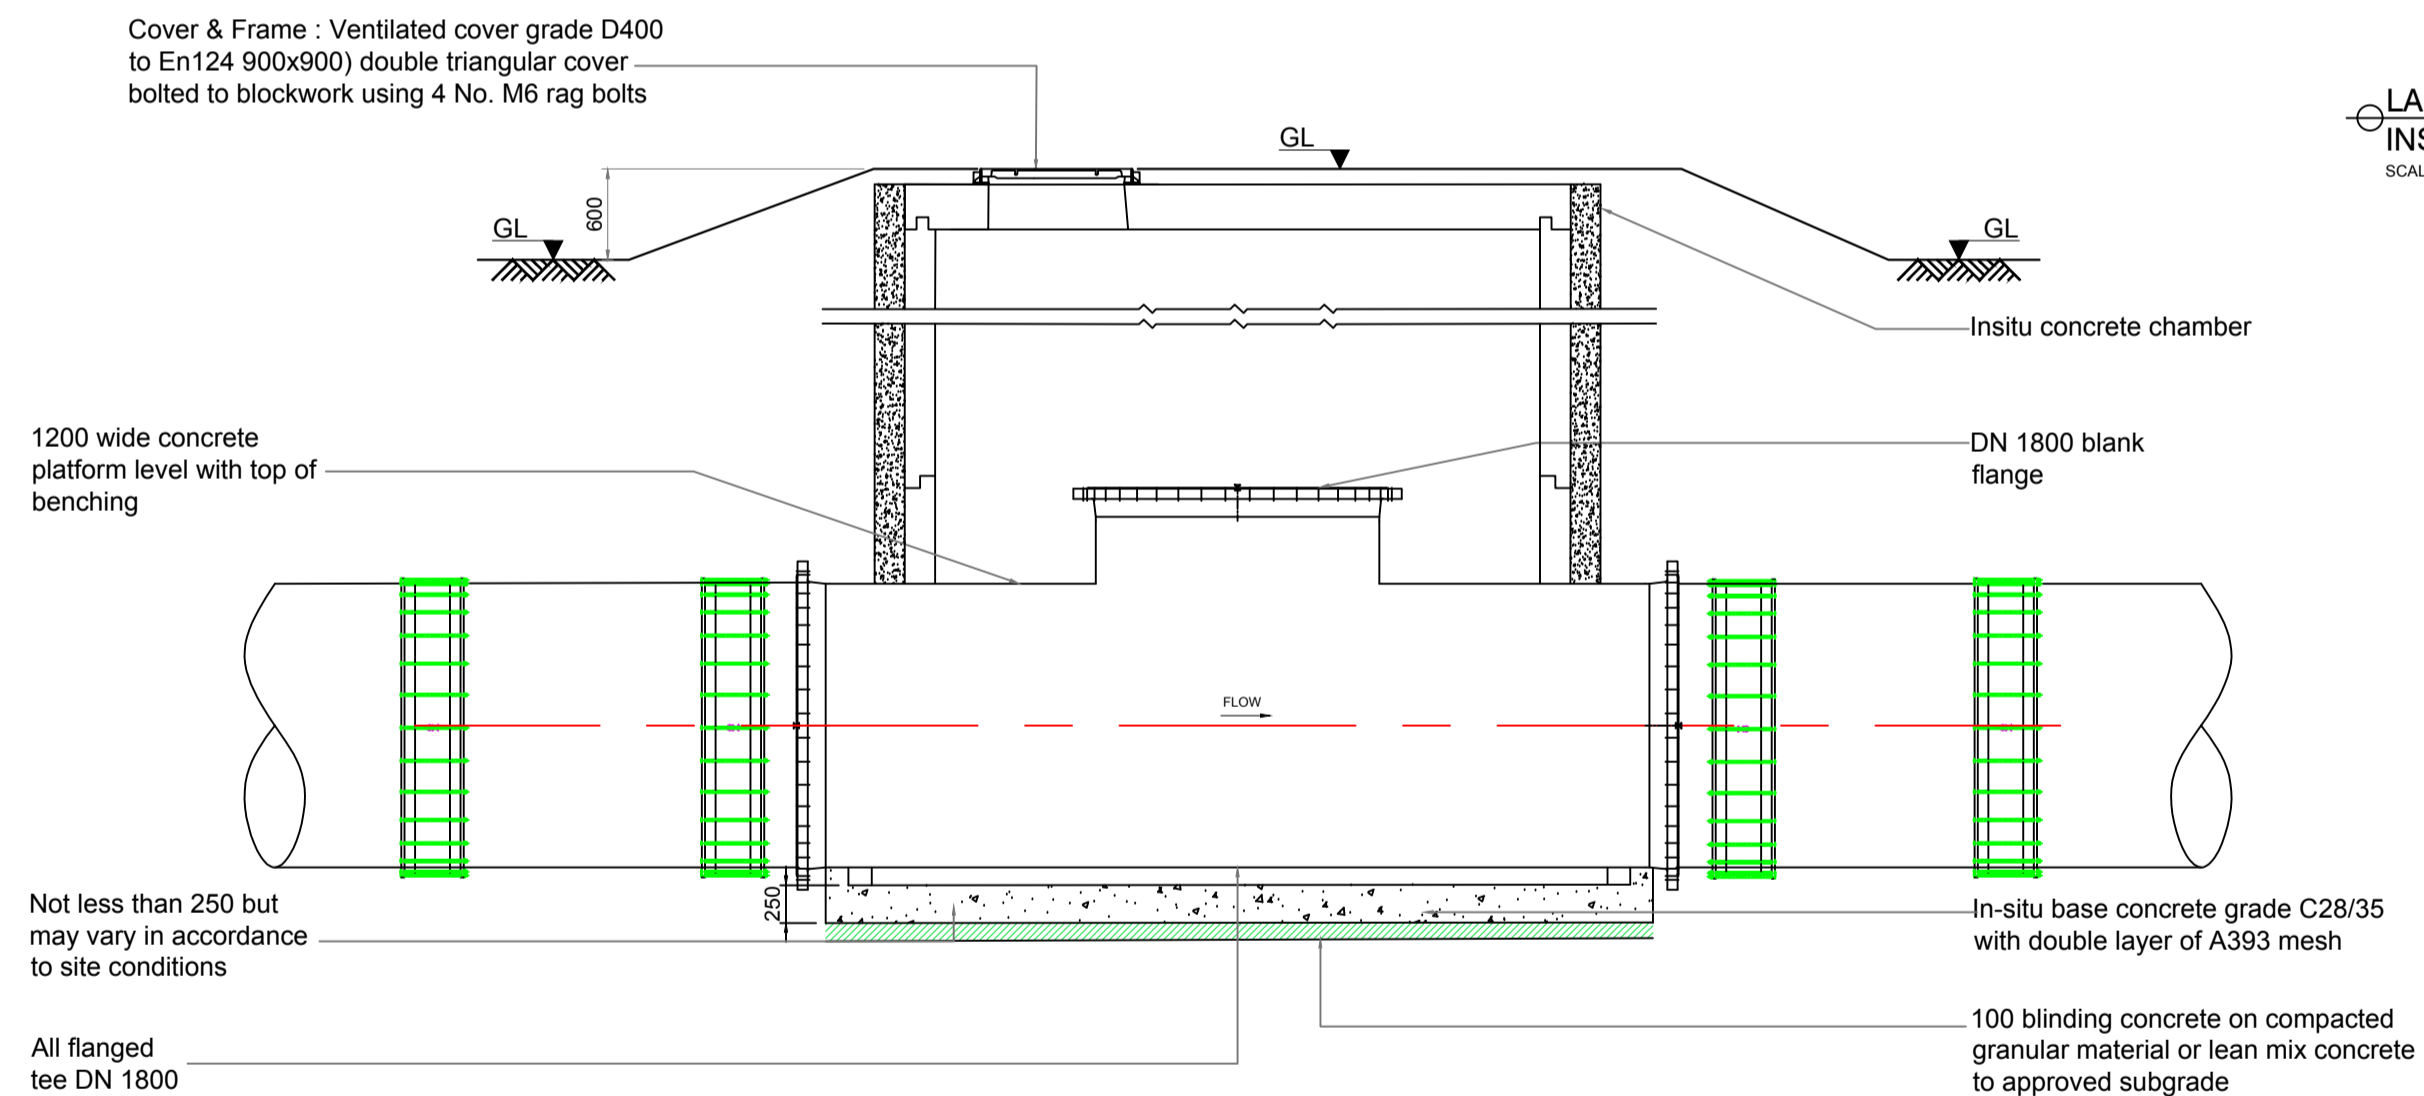 Cover & Frame : Ventilated cover grade D400
to En124 900x900) double triangular cover
bolted to blockwork using 4 No. M6 rag bolts
LA
INS
SCAL
GL
600
GL
GL
Insitu concrete chamber
1200 wide concrete
platform level with top of
benching
DN 1800 blank
flange
FLOW
250
Not less than 250 but
may vary in accordance
to site conditions
In-situ base concrete grade C28/35
with double layer of A393 mesh
All flanged
tee DN 1800
100 blinding concrete on compacted
granular material or lean mix concrete
to approved subgrade